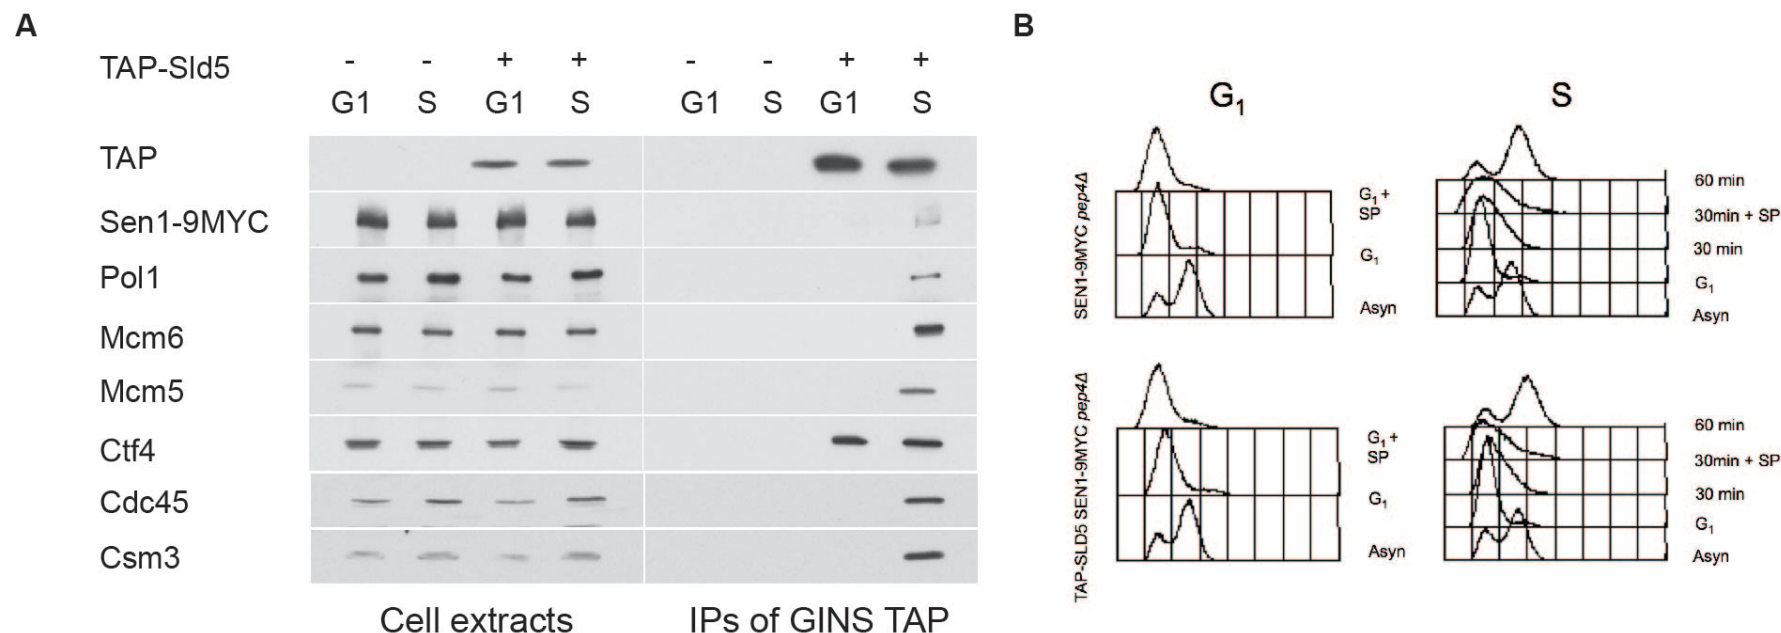 A
TAP-Sld5 - - + + - - + +
G1 S G1 S G1 S G1 S
TAP
Sen1-9MYC
Pol1
Mcm6
Mcm5
Ctf4
Cdc45
Csm3
Cell extracts IPs of GINS TAP
B
G1 S
SEN1-9MYC pep4Δ
G1 +
SP
G1
Asyn
60 min
30min + SP
30 min
G1
Asyn
TAP-SLD5 SEN1-9MYC pep4Δ
G1 +
SP
G1
Asyn
60 min
30min + SP
30 min
G1
Asyn